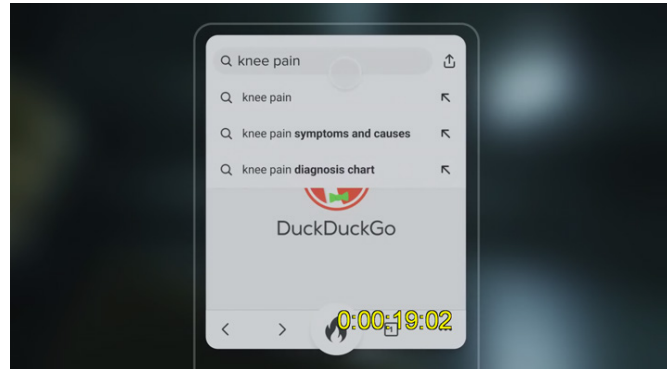 knee pain
knee pain
knee pain symptoms and causes
knee pain diagnosis chart
DuckDuckGo
0:00:19:02